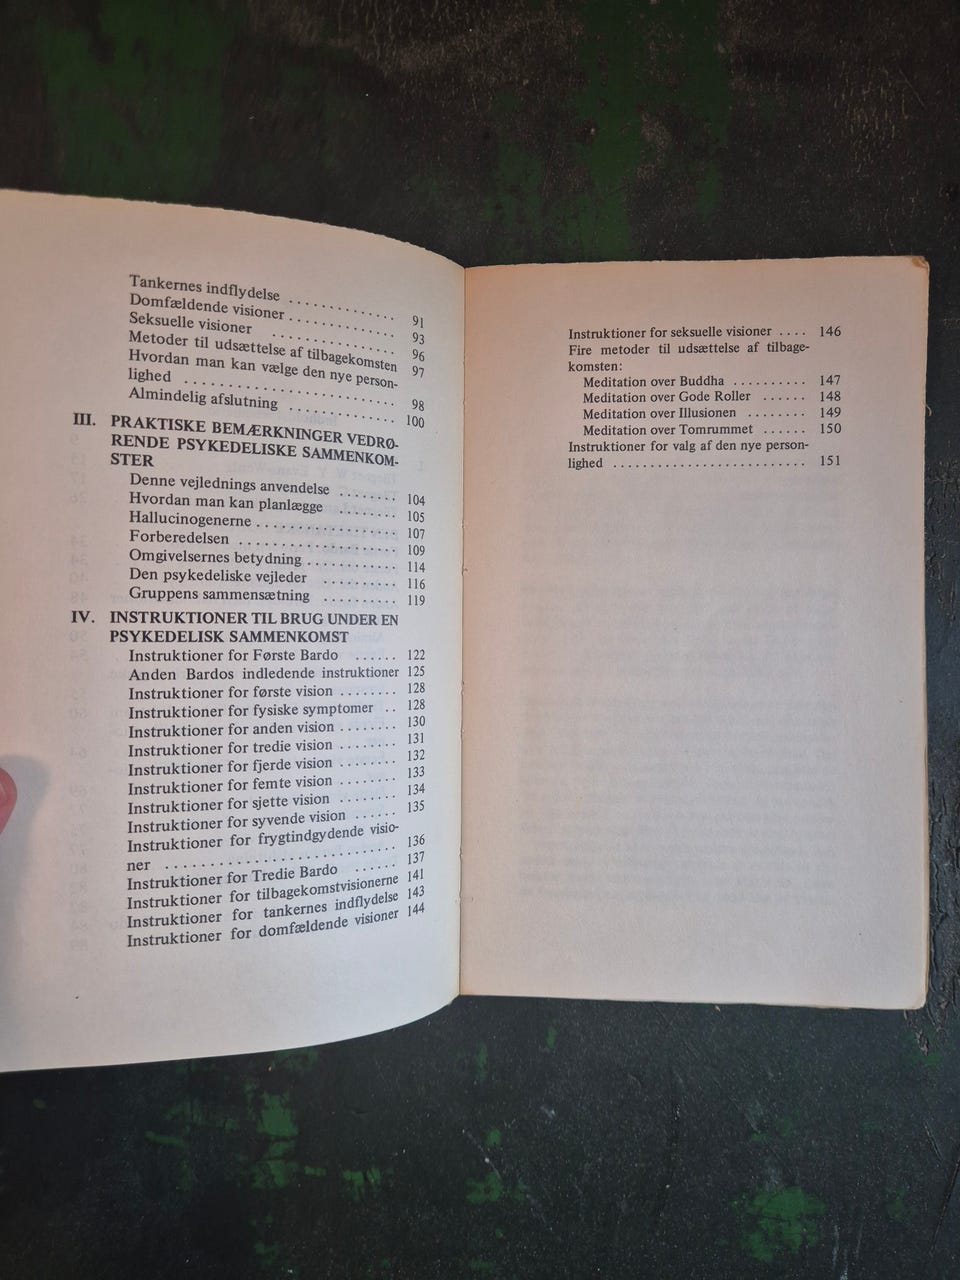 Tankernes indflydelse . . . . . . . . . . . . . 91
Domfældende visioner . . . . . . . . . . . . . 93
Seksuelle visioner . . . . . . . . . . . . . 96
Metoder til udsættelse af tilbagekomsten 97
Hvordan man kan vælge den nye person-
lighed . . . . . . . . . . . . . . . . . . . . . . . . 98
Almindelig afslutning . . . . . . . . . . . . . 100
III. PRAKTISKE BEMÆRKNINGER VEDRØ-
RENDE PSYKEDELISKE SAMMENKOM-
STER
Denne vejlednings anvendelse . . . . . . . 104
Hvordan man kan planlægge . . . . . . . 105
Hallucinogenerne . . . . . . . . . . . . . . . . . 107
Forberedelsen . . . . . . . . . . . . . . . . . . . 109
Omgivelsernes betydning . . . . . . . . . . . 114
Den psykedeliske vejleder . . . . . . . . . . 116
Gruppens sammensætning . . . . . . . . . . 119
IV. INSTRUKTIONER TIL BRUG UNDER EN
PSYKEDELISK SAMMENKOMST
Instruktioner for Første Bardo . . . . . . 122
Anden Bardos indledende instruktioner 125
Instruktioner for første vision . . . . . . . . 128
Instruktioner for fysiske symptomer . . 128
Instruktioner for anden vision . . . . . . . . 130
Instruktioner for tredie vision . . . . . . . . 131
Instruktioner for fjerde vision . . . . . . . . 132
Instruktioner for femte vision . . . . . . . . 133
Instruktioner for sjette vision . . . . . . . . 134
Instruktioner for syvende vision . . . . . . 135
Instruktioner for frygtindgydende visio-
ner . . . . . . . . . . . . . . . . . . . . . . . . . . 136
Instruktioner for Tredie Bardo . . . . . . 137
Instruktioner for tilbagekomstvisionerne 141
Instruktioner for tankernes indflydelse 143
Instruktioner for domfældende visioner 144
Instruktioner for seksuelle visioner . . . . 146
Fire metoder til udsættelse af tilbage-
komsten:
Meditation over Buddha . . . . . . . . . . 147
Meditation over Gode Roller . . . . . . 148
Meditation over Illusionen . . . . . . . . 149
Meditation over Tomrummet . . . . . . 150
Instruktioner for valg af den nye person-
lighed . . . . . . . . . . . . . . . . . . . . . . . . . 151